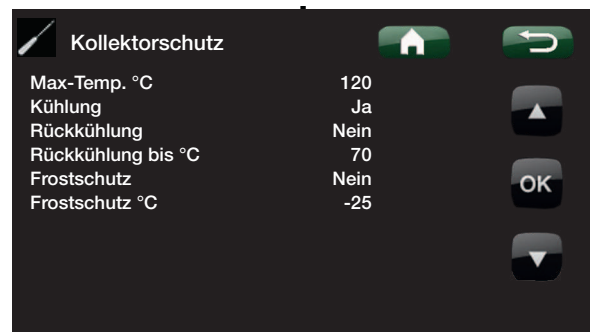 Kollektorschutz
Max-Temp. °C 120
Kühlung Ja
Rückkühlung Nein
Rückkühlung bis °C 70
Frostschutz Nein
Frostschutz °C -25
OK